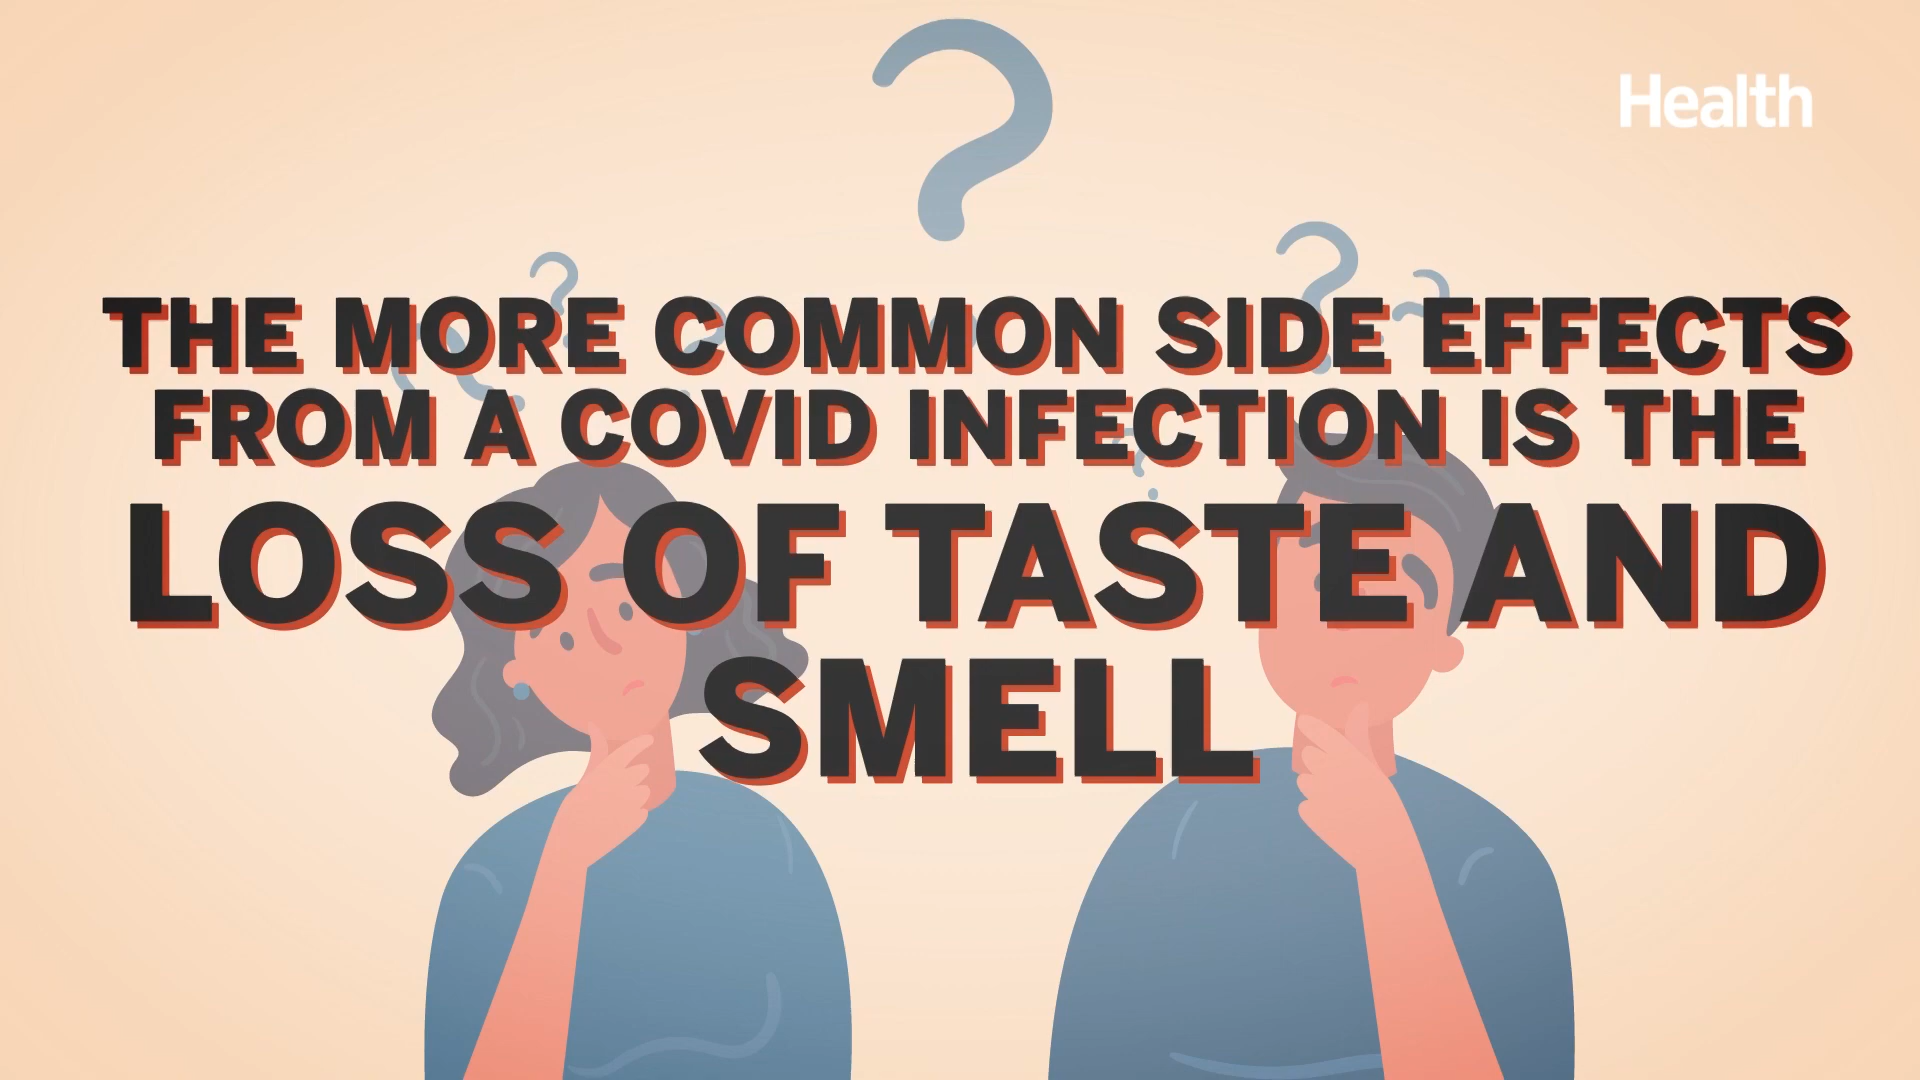 Health
THE MORE COMMON SIDE EFFECTS
FROM A COVID INFECTION IS THE
LOSS OF TASTE AND
SMELL